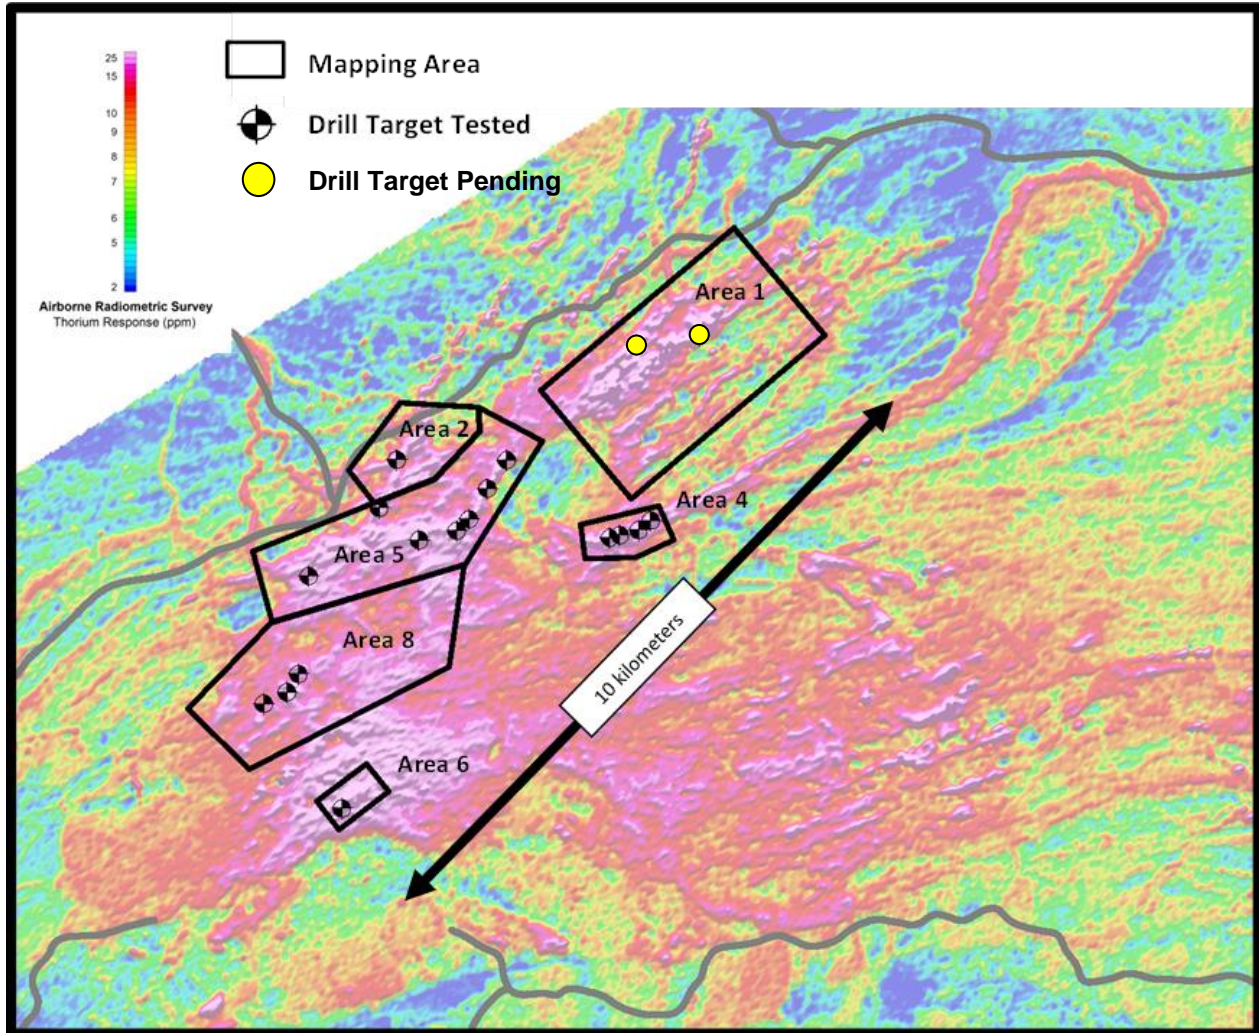 25
15
10
9
8
7
6
5
2
Airborne Radiometric Survey
Thorium Response (ppm)
Mapping Area
Drill Target Tested
Drill Target Pending
Area 1
Area 2
Area 4
Area 5
Area 8
10 kilometers
Area 6